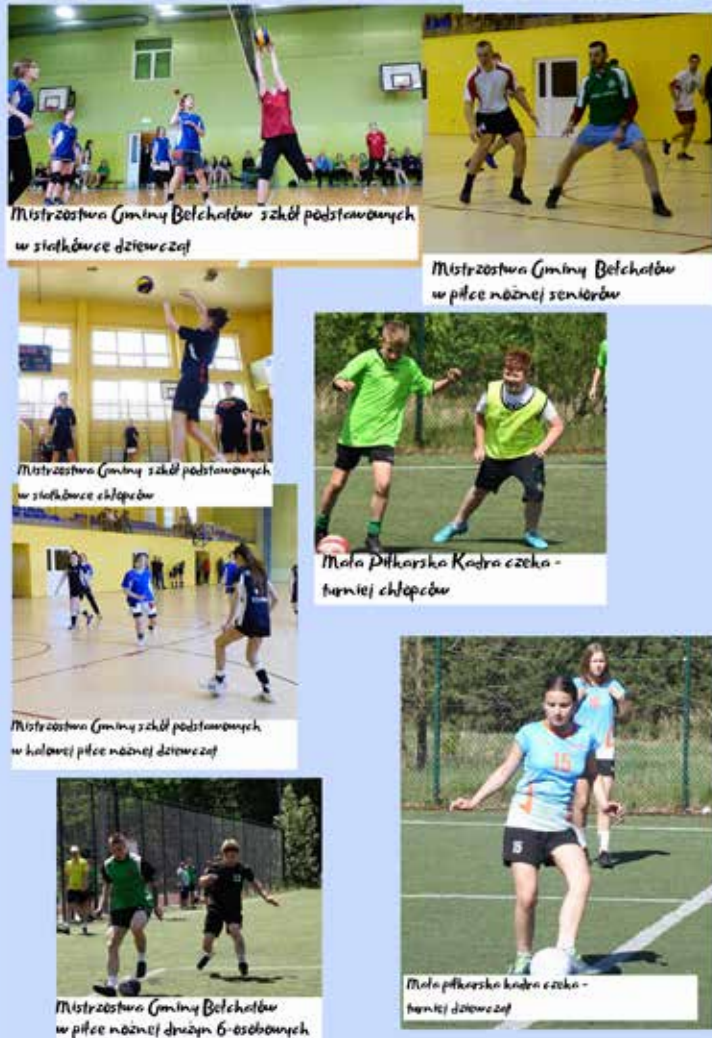 Mistrzostwa Gminy Bełchatów szkół podstawowych
w siatkówce dziewcząt
Mistrzostwa Gminy Bełchatów
w piłce nożnej seniorów
Mistrzostwa Gminy szkół podstawowych
w siatkówce chłopców
Mała Piłkarska Kadra czeka -
turniej chłopców
Mistrzostwa Gminy szkół podstawowych
w halowej piłce nożnej dziewcząt
15
15
Mała piłkarska kadra czeka -
turniej dziewcząt
Mistrzostwa Gminy Bełchatów
w piłce nożnej drużyn 6-osobowych